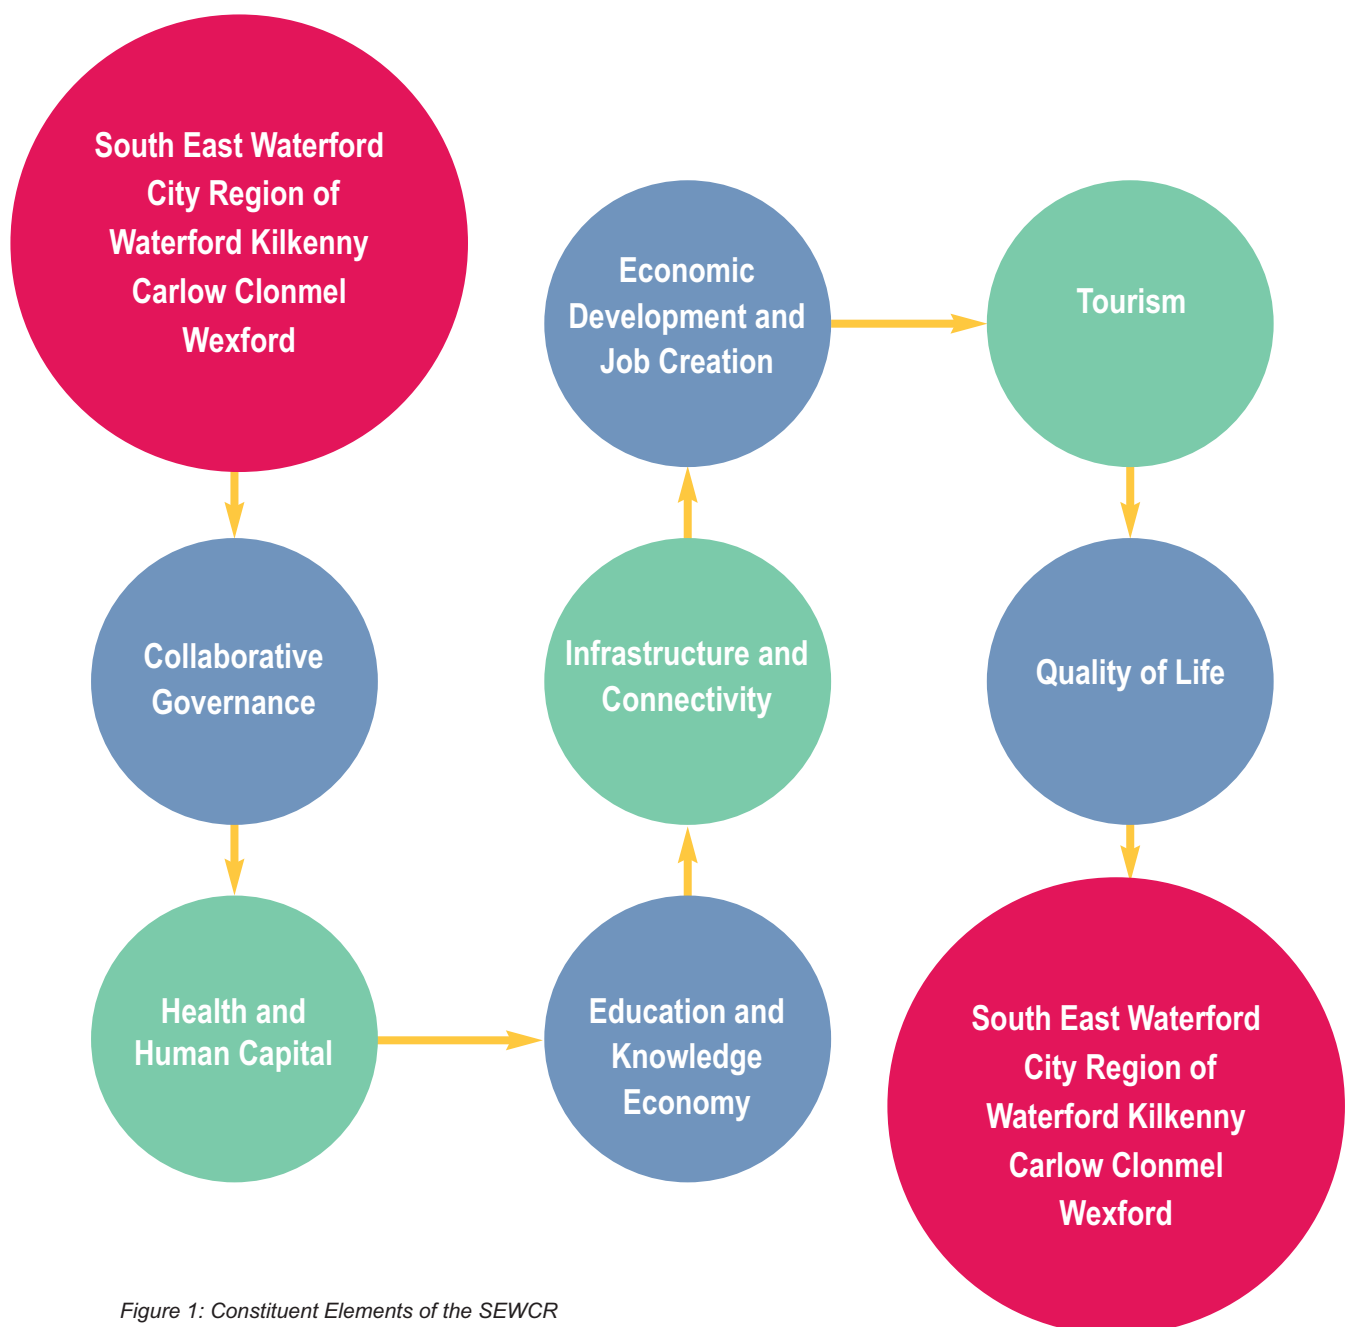 South East Waterford
City Region of
Waterford Kilkenny
Carlow Clonmel
Wexford
Collaborative
Governance
Health and
Human Capital
Education and
Knowledge
Economy
Infrastructure and
Connectivity
Economic
Development and
Job Creation
Tourism
Quality of Life
South East Waterford
City Region of
Waterford Kilkenny
Carlow Clonmel
Wexford
Figure 1: Constituent Elements of the SEWCR